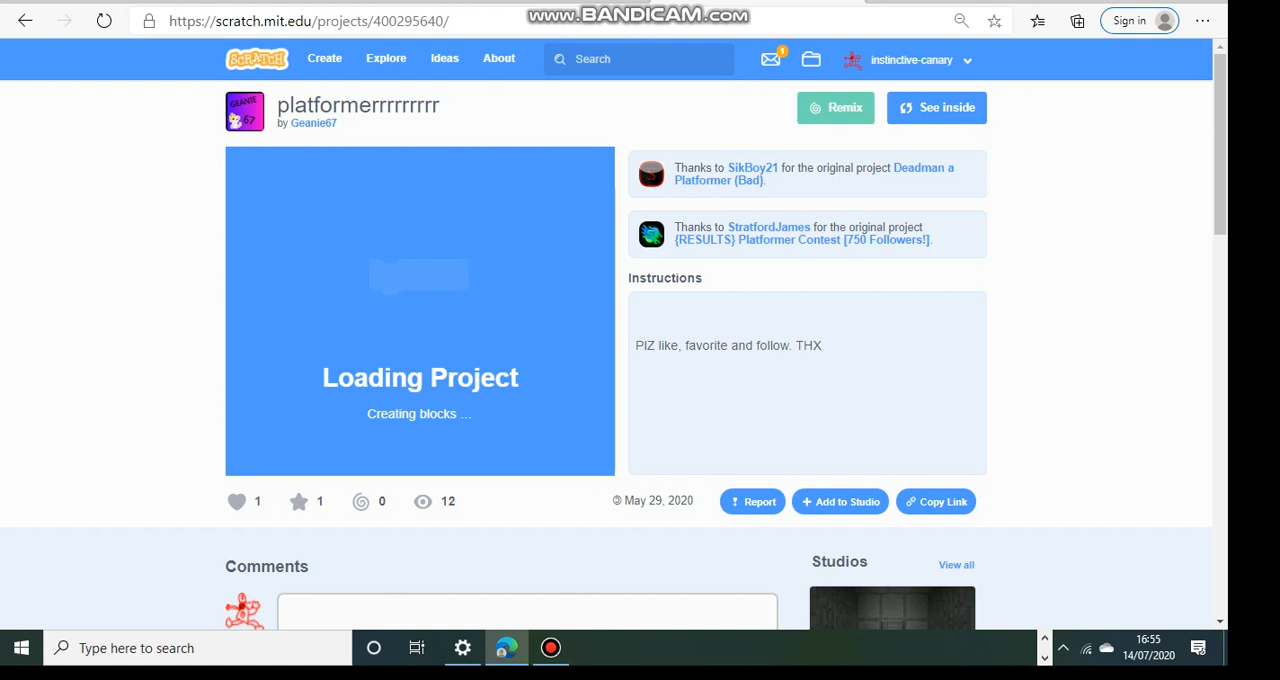 www.BANDICAM.com
https://scratch.mit.edu/projects/400295640/
Sign in
SCRATCH
Create
Explore
Ideas
About
Search
1
instinctive-canary
GEANIE
67
platformerrrrrrrrr
by Geanie67
Remix
See inside
Loading Project
Creating blocks …
Thanks to SikBoy21 for the original project Deadman a
Platformer (Bad).
Thanks to StratfordJames for the original project
{RESULTS} Platformer Contest [750 Followers!].
Instructions
PlZ like, favorite and follow. THX
1
1
0
12
© May 29, 2020
Report
Add to Studio
Copy Link
Comments
Studios
View all
Type here to search
16:55
14/07/2020